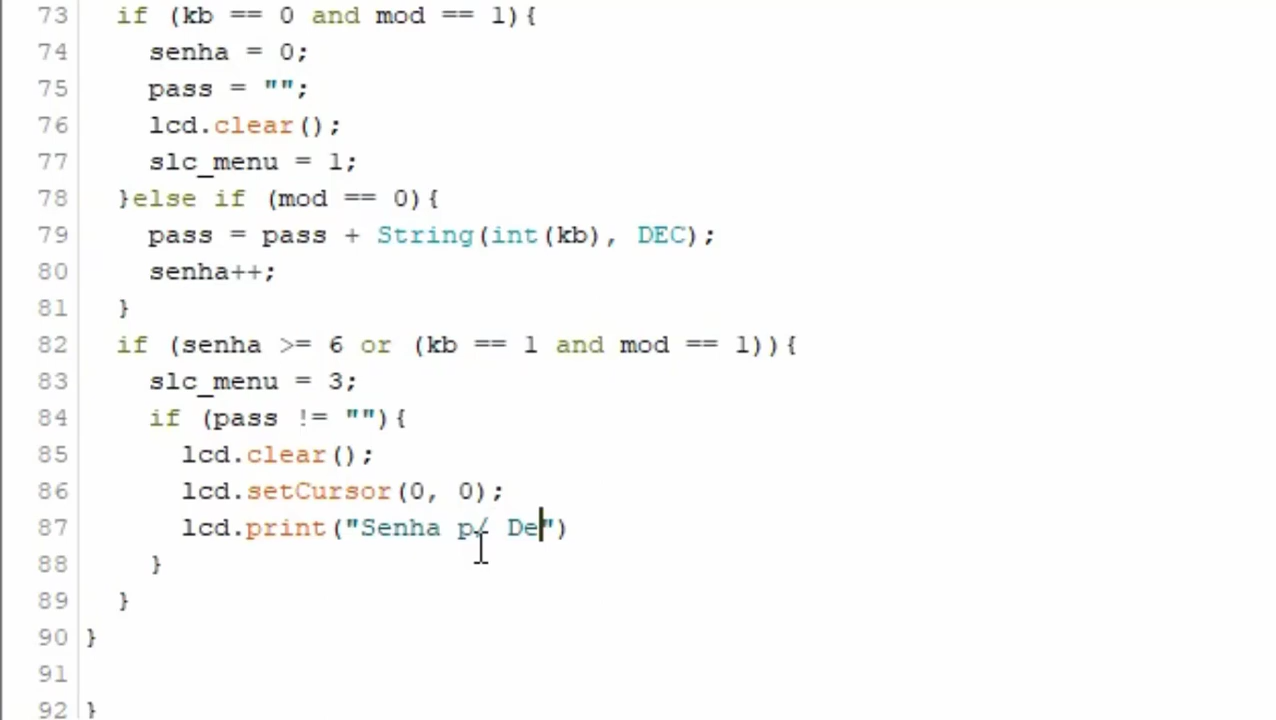 73 if (kb == 0 and mod == 1){
74 senha = 0;
75 pass = "";
76 lcd.clear();
77 slc_menu = 1;
78 }else if (mod == 0){
79 pass = pass + String(int(kb), DEC);
80 senha++;
81 }
82 if (senha >= 6 or (kb == 1 and mod == 1)){
83 slc_menu = 3;
84 if (pass != ""){
85 lcd.clear();
86 lcd.setCursor(0, 0);
87 lcd.print("Senha p/ De")
88 }
89 }
90 }
91
92 }